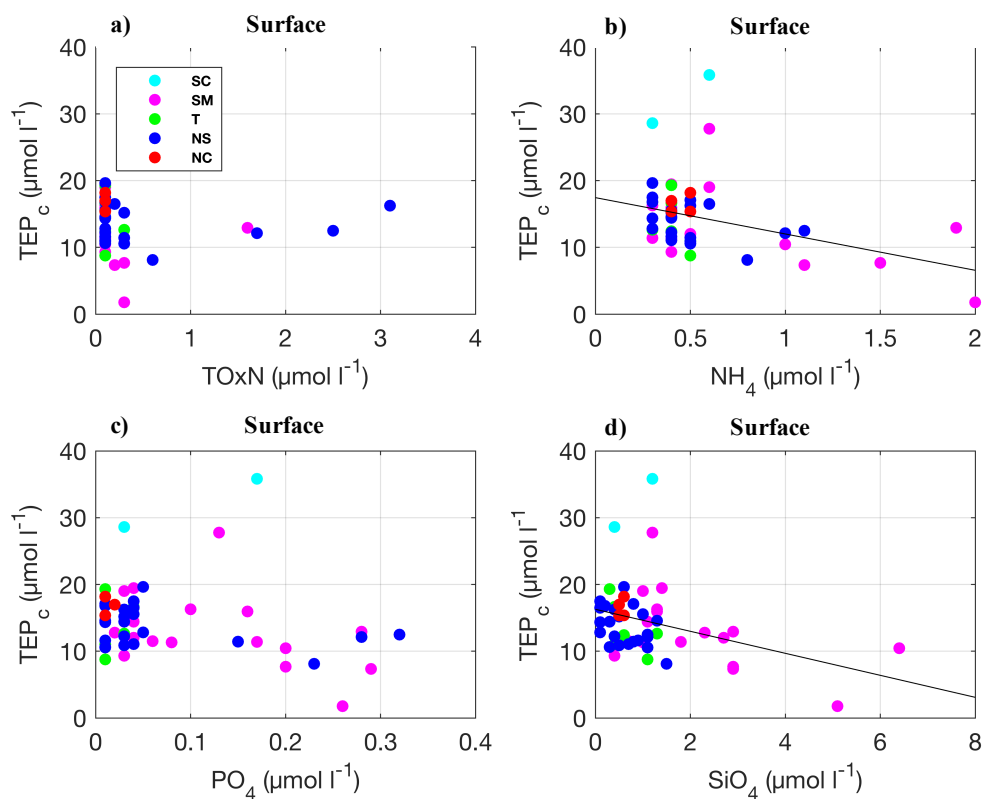 a) Surface
40
30
20
10
0
TEPc (μmol l⁻¹)
SC
SM
T
NS
NC
0 1 2 3 4
TOxN (μmol l⁻¹)
b) Surface
40
30
20
10
0
TEPc (μmol l⁻¹)
0 0.5 1 1.5 2
NH₄ (μmol l⁻¹)
c) Surface
40
30
20
10
0
TEPc (μmol l⁻¹)
0 0.1 0.2 0.3 0.4
PO₄ (μmol l⁻¹)
d) Surface
40
30
20
10
0
TEPc (μmol l⁻¹
0 2 4 6 8
SiO₄ (μmol l⁻¹)